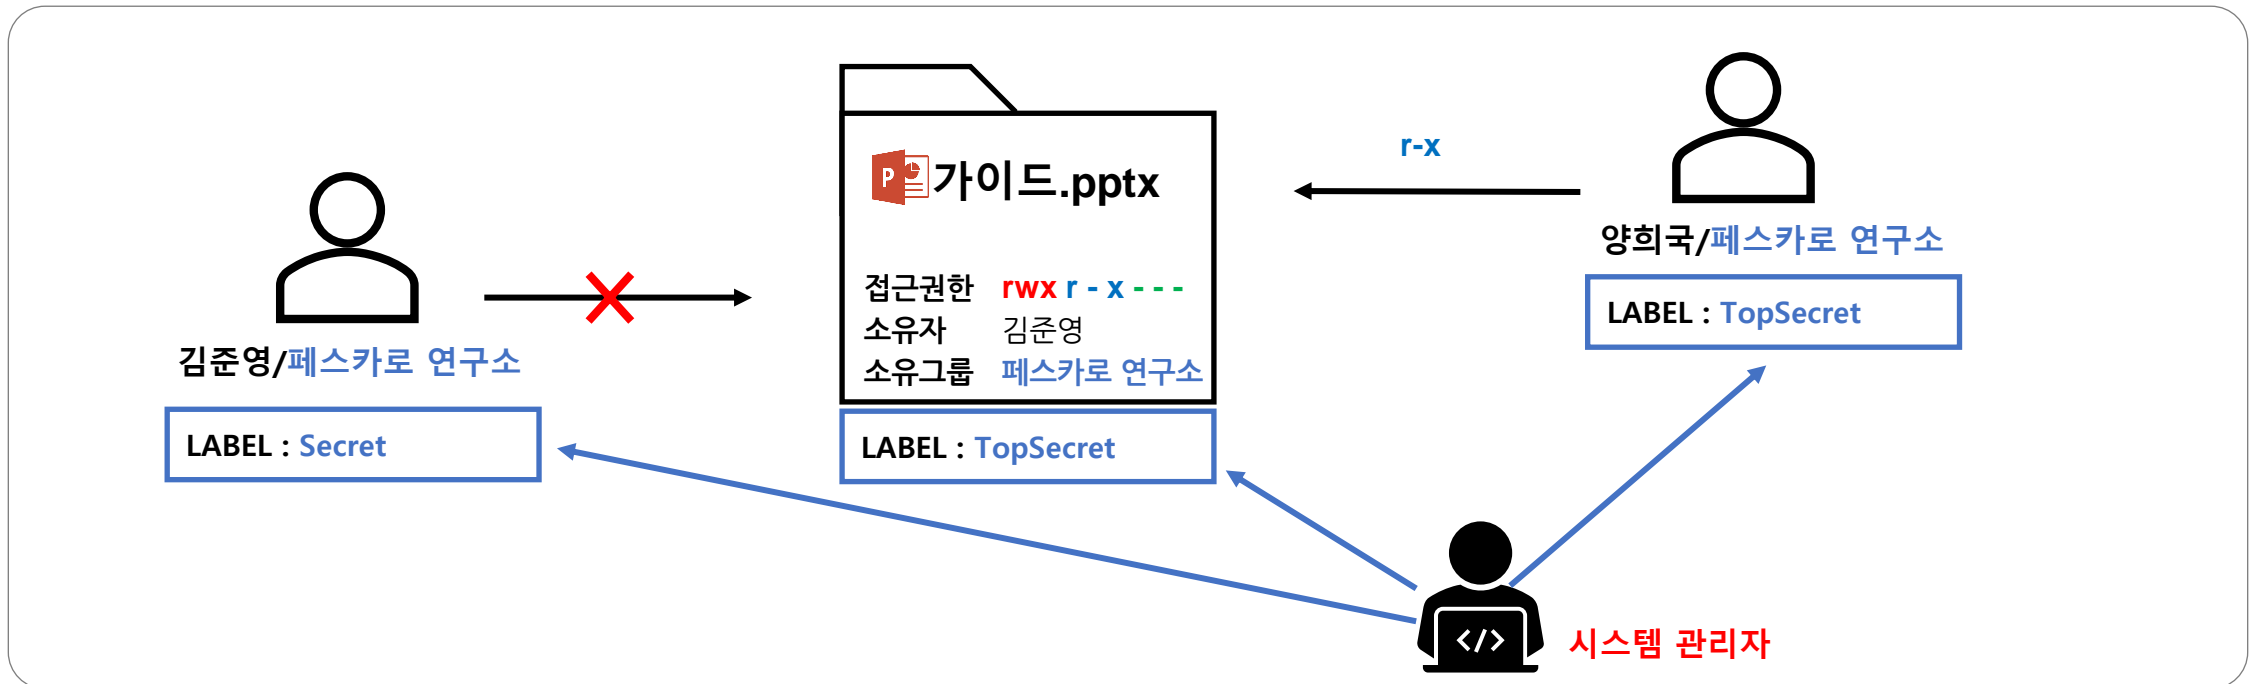 가이드.pptx
접근권한 rwx r - x - - -
소유자 김준영
소유그룹 페스카로 연구소
LABEL : TopSecret
김준영/페스카로 연구소
LABEL : Secret
r-x
양희국/페스카로 연구소
LABEL : TopSecret
시스템 관리자
P
</>